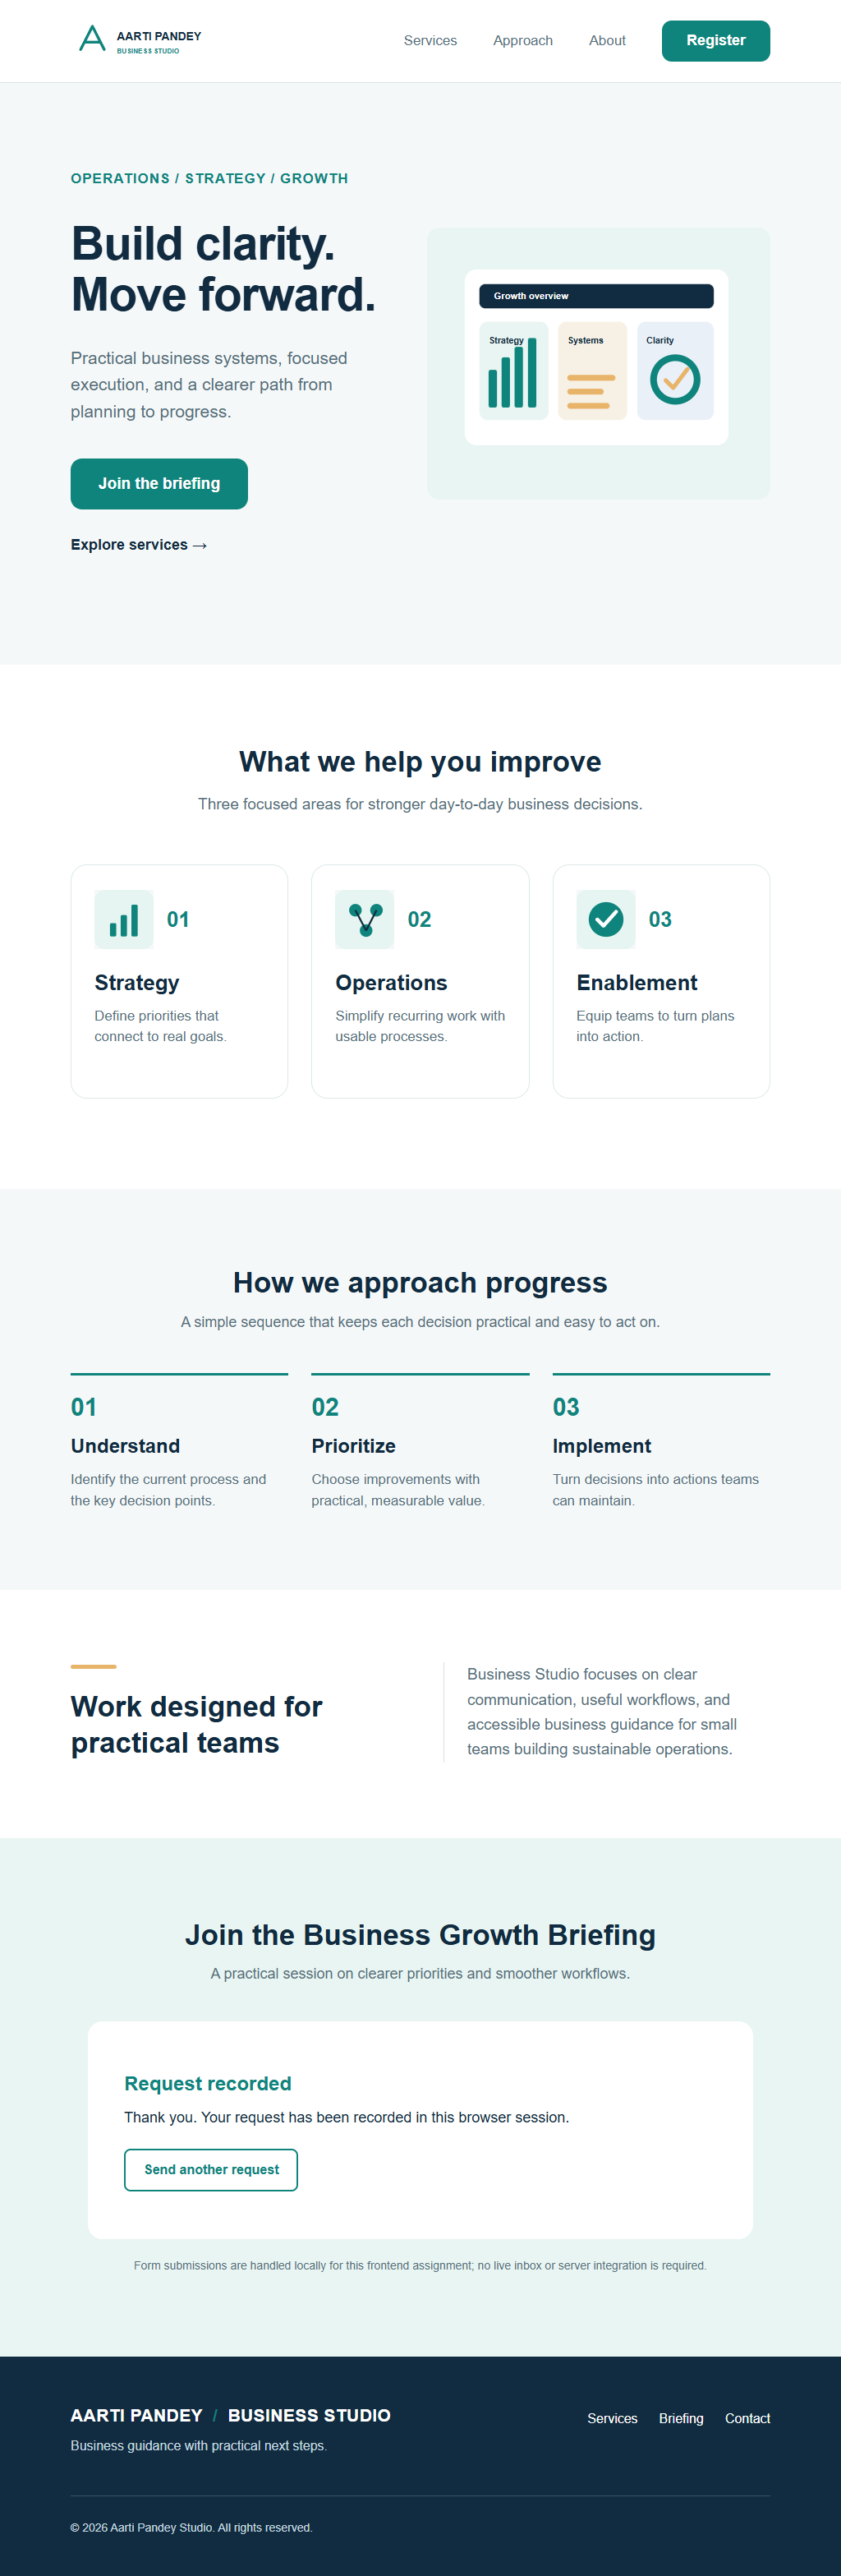 AARTI PANDEY
BUSINESS STUDIO
Services
Approach
About
Register
OPERATIONS / STRATEGY / GROWTH
Build clarity.
Move forward.
Practical business systems, focused
execution, and a clearer path from
planning to progress.
Join the briefing
Explore services →
Growth overview
Strategy
Systems
Clarity
What we help you improve
Three focused areas for stronger day-to-day business decisions.
01
Strategy
Define priorities that
connect to real goals.
02
Operations
Simplify recurring work with
usable processes.
03
Enablement
Equip teams to turn plans
into action.
How we approach progress
A simple sequence that keeps each decision practical and easy to act on.
01
Understand
Identify the current process and
the key decision points.
02
Prioritize
Choose improvements with
practical, measurable value.
03
Implement
Turn decisions into actions teams
can maintain.
Work designed for
practical teams
Business Studio focuses on clear
communication, useful workflows, and
accessible business guidance for small
teams building sustainable operations.
Join the Business Growth Briefing
A practical session on clearer priorities and smoother workflows.
Request recorded
Thank you. Your request has been recorded in this browser session.
Send another request
Form submissions are handled locally for this frontend assignment; no live inbox or server integration is required.
AARTI PANDEY / BUSINESS STUDIO
Business guidance with practical next steps.
Services
Briefing
Contact
© 2026 Aarti Pandey Studio. All rights reserved.